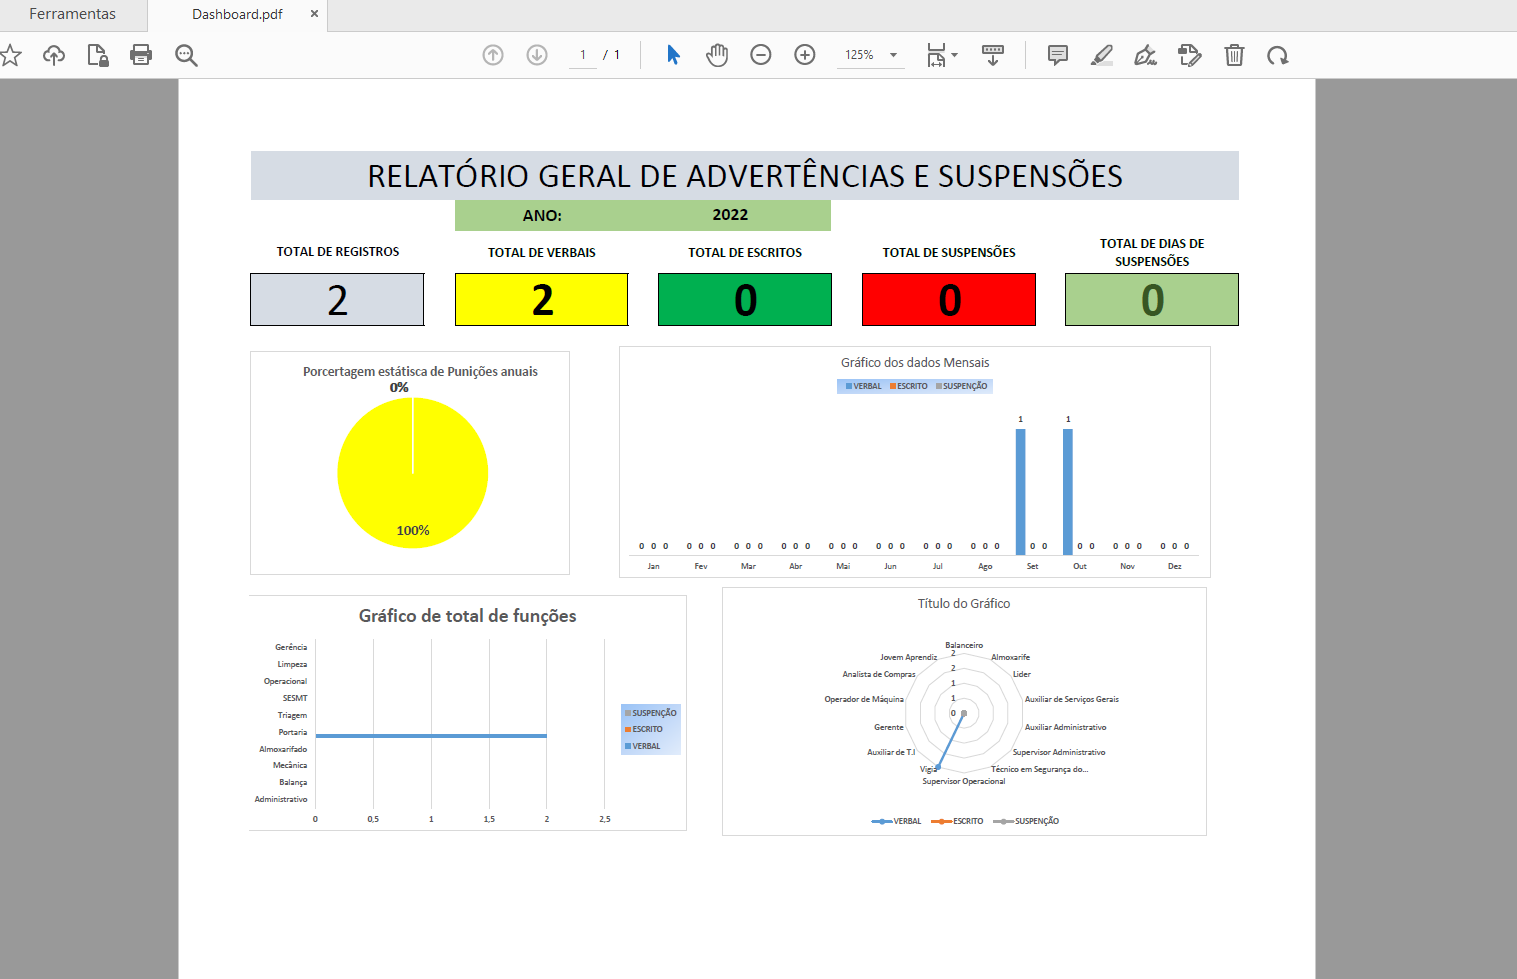 Ferramentas
Dashboard.pdf ×
1 / 1
125%
RELATÓRIO GERAL DE ADVERTÊNCIAS E SUSPENSÕES
ANO: 2022
TOTAL DE REGISTROS
2
TOTAL DE VERBAIS
2
TOTAL DE ESCRITOS
0
TOTAL DE SUSPENSÕES
0
TOTAL DE DIAS DE
SUSPENSÕES
0
Porcertagem estátisca de Punições anuais
0%
100%
Gráfico dos dados Mensais
VERBAL ESCRITO SUSPENÇÃO
1 1
0 0 0 0 0 0 0 0 0 0 0 0 0 0 0 0 0 0 0 0 0 0 0 0 0 0 0 0 0 0 0 0 0 0
Jan Fev Mar Abr Mai Jun Jul Ago Set Out Nov Dez
Gráfico de total de funções
Gerência
Limpeza
Operacional
SESMT
Triagem
Portaria
Almoxarifado
Mecânica
Balança
Administrativo
0 0,5 1 1,5 2 2,5
SUSPENÇÃO
ESCRITO
VERBAL
Título do Gráfico
Balanceiro
Almoxarife
Lider
Auxiliar de Serviços Gerais
Auxiliar Administrativo
Supervisor Administrativo
Técnico em Segurança do...
Supervisor Operacional
Vigia
Auxiliar de T.I
Gerente
Operador de Máquina
Analista de Compras
Jovem Aprendiz
2
2
1
1
0
VERBAL ESCRITO SUSPENÇÃO